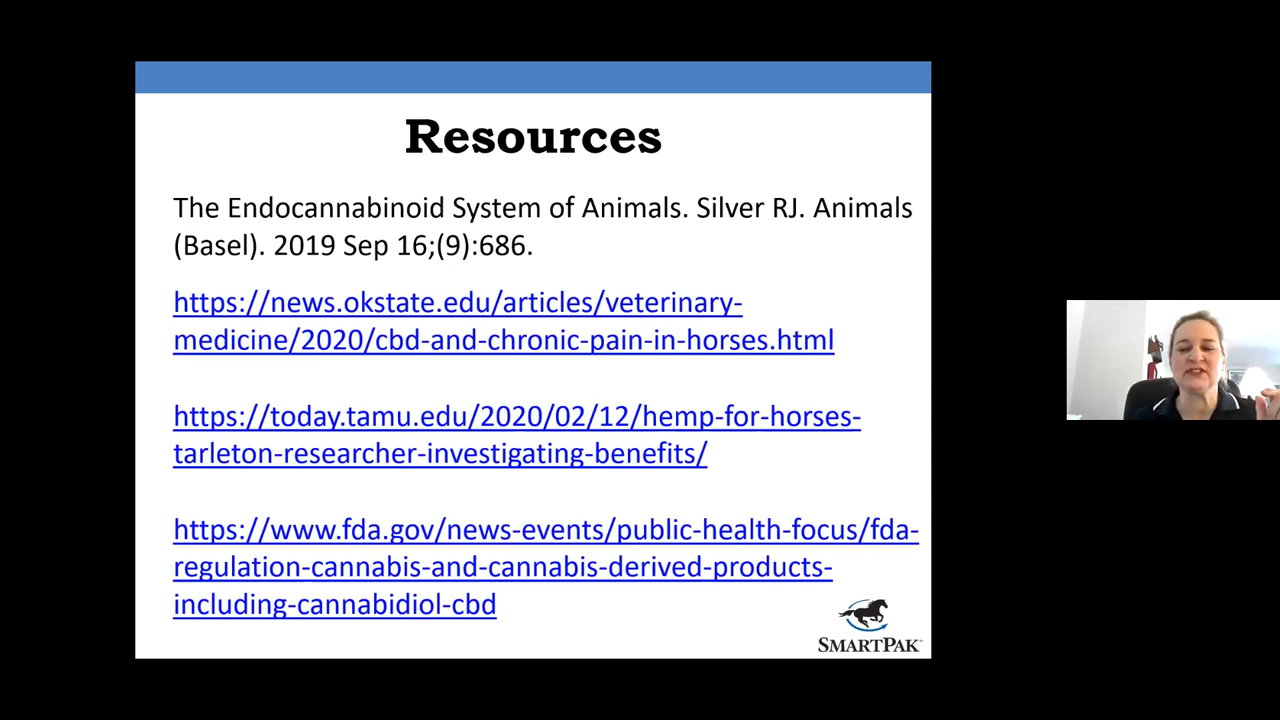 Resources
The Endocannabinoid System of Animals. Silver RJ. Animals
(Basel). 2019 Sep 16;(9):686.
https://news.okstate.edu/articles/veterinary-
medicine/2020/cbd-and-chronic-pain-in-horses.html
https://today.tamu.edu/2020/02/12/hemp-for-horses-
tarleton-researcher-investigating-benefits/
https://www.fda.gov/news-events/public-health-focus/fda-
regulation-cannabis-and-cannabis-derived-products-
including-cannabidiol-cbd
SMARTPAK